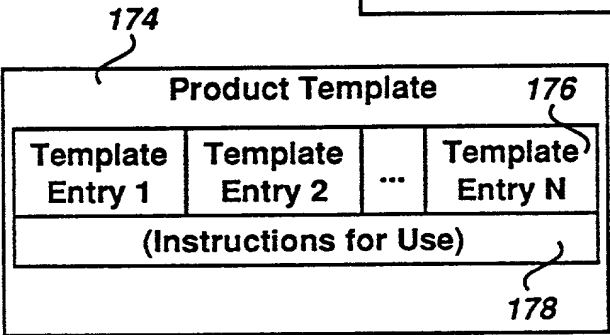 174
Product Template 176
Template Template ... Template
Entry 1 Entry 2 Entry N
(Instructions for Use)
178